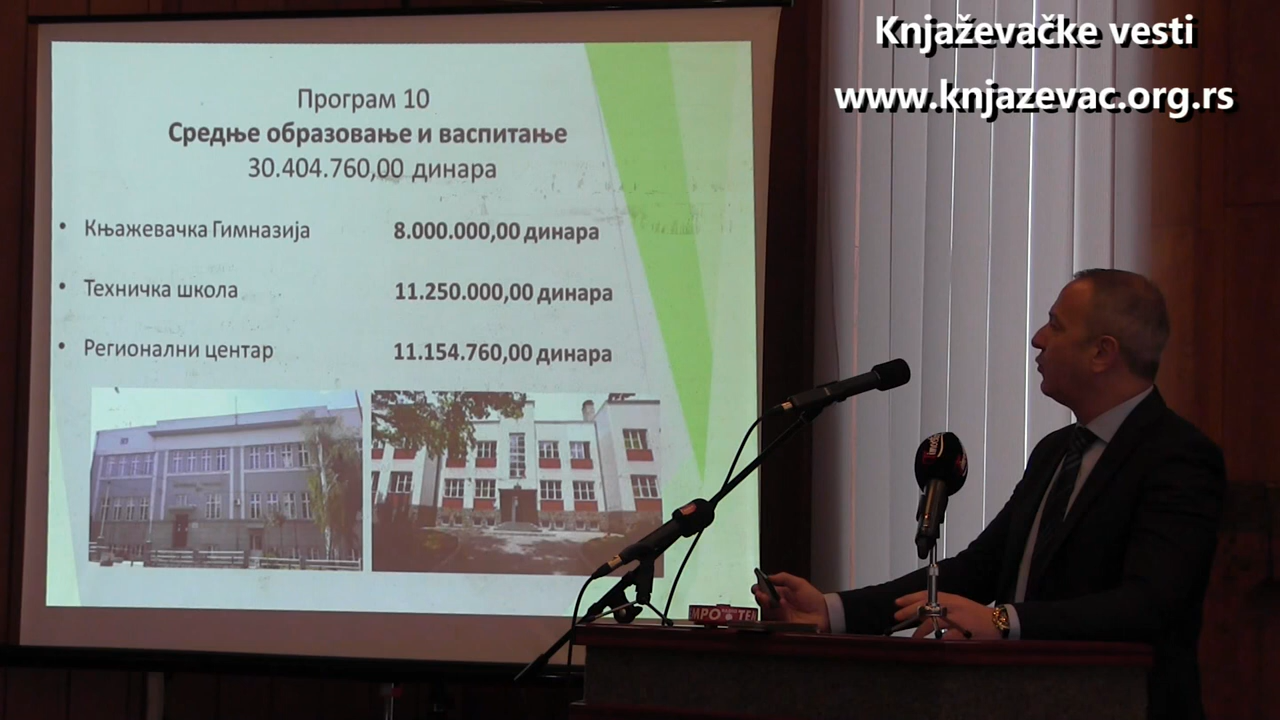 Knjaževačke vesti
www.knjazevac.org.rs
Програм 10
Средње образовање и васпитање
30.404.760,00 динара
• Књажевачка Гимназија 8.000.000,00 динара
• Техничка школа 11.250.000,00 динара
• Регионални центар 11.154.760,00 динара